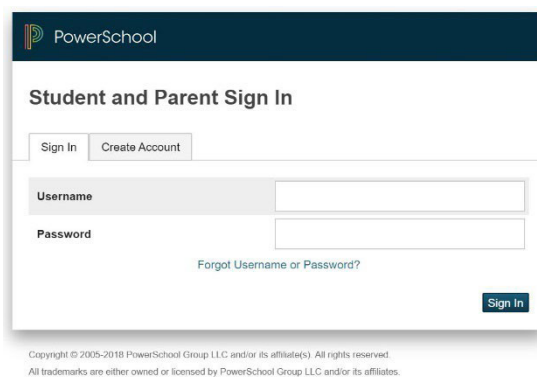 PowerSchool
Student and Parent Sign In
Sign In Create Account
Username
Password
Forgot Username or Password?
Sign In
Copyright © 2005-2018 PowerSchool Group LLC and/or its affiliate(s). All rights reserved.
All trademarks are either owned or licensed by PowerSchool Group LLC and/or its affiliates.